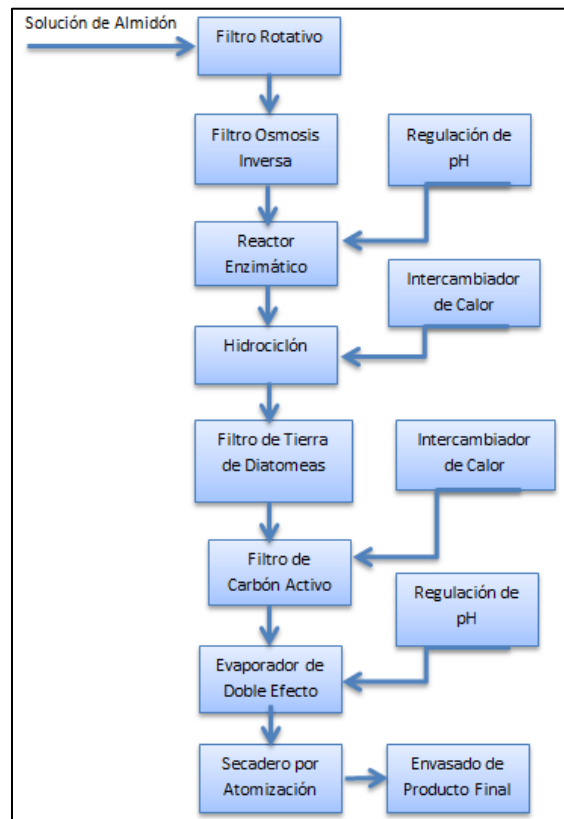 Solución de Almidón
Filtro Rotativo
Filtro Osmosis
Inversa
Regulación de
pH
Reactor
Enzimático
Intercambiador
de Calor
Hidrociclón
Filtro de Tierra
de Diatomeas
Intercambiador
de Calor
Filtro de
Carbón Activo
Regulación de
pH
Evaporador de
Doble Efecto
Secadero por
Atomización
Envasado de
Producto Final